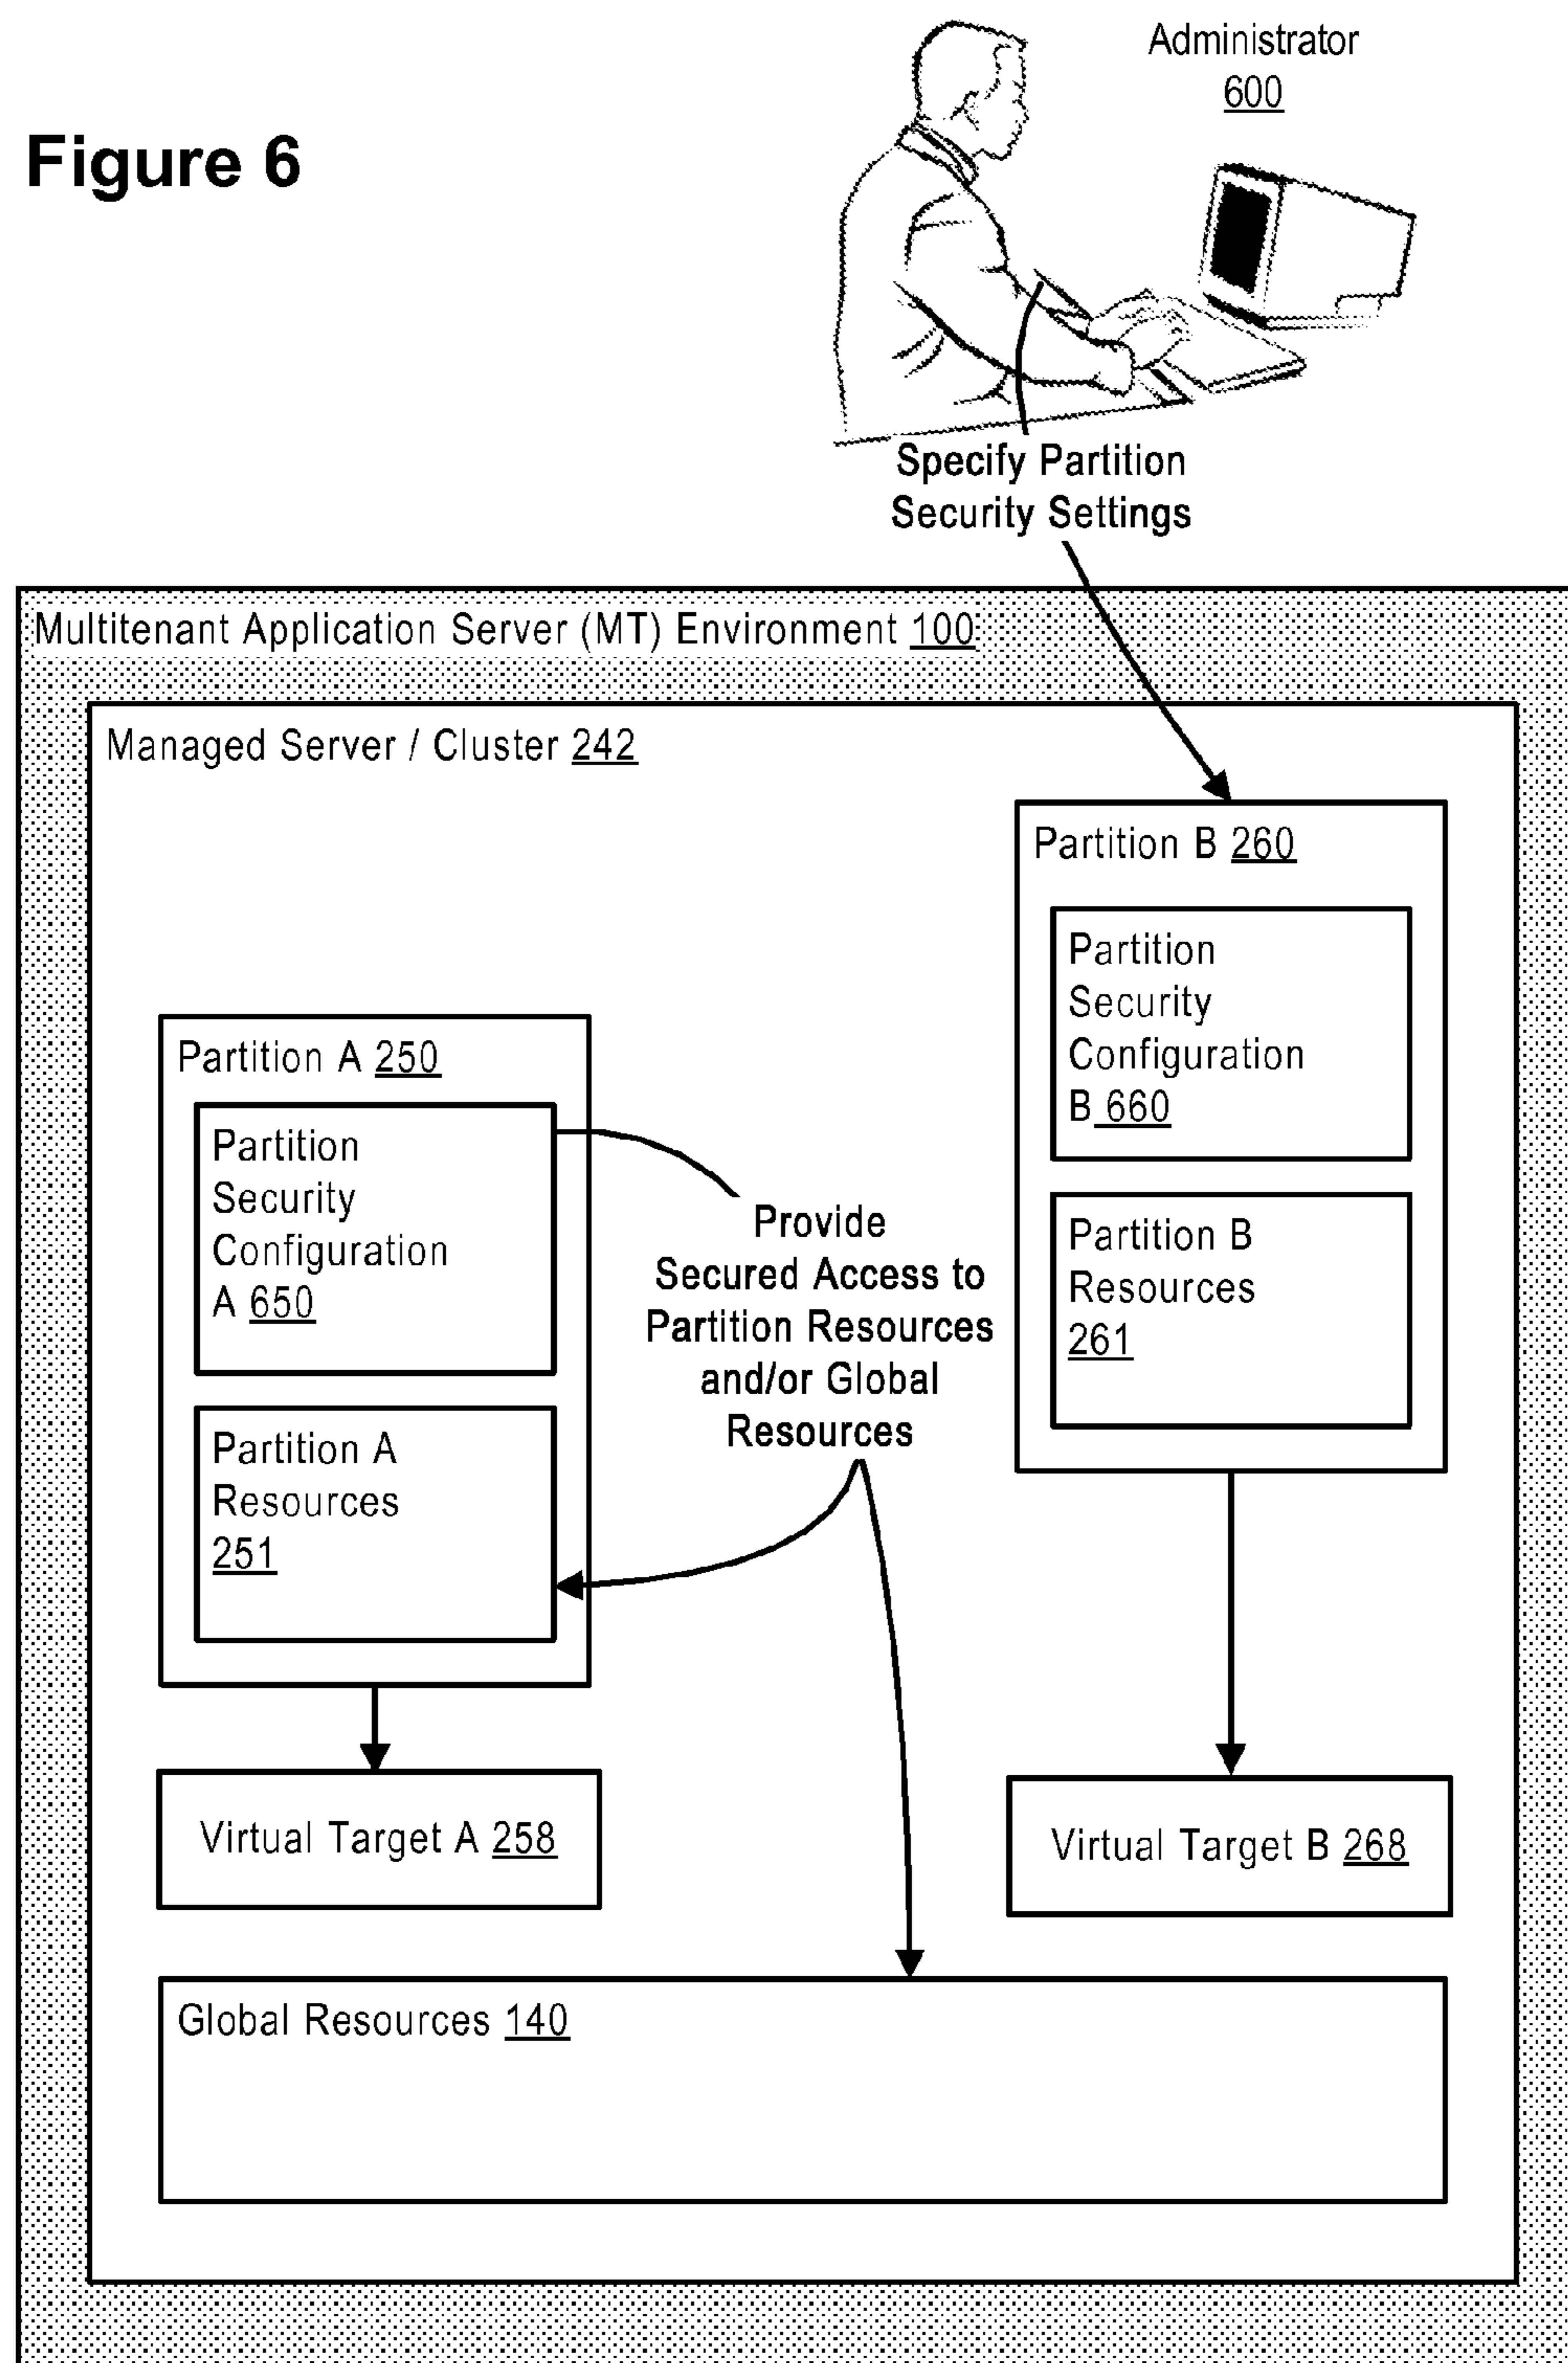 Administrator
600
Figure 6
Specify Partition
Security Settings
Multitenant Application Server (MT) Environment 100
Managed Server / Cluster 242
Partition B 260
Partition
Security
Configuration
B 660
Partition B
Resources
261
Partition A 250
Partition
Security
Configuration
A 650
Partition A
Resources
251
Provide
Secured Access to
Partition Resources
and/or Global
Resources
Virtual Target A 258
Virtual Target B 268
Global Resources 140